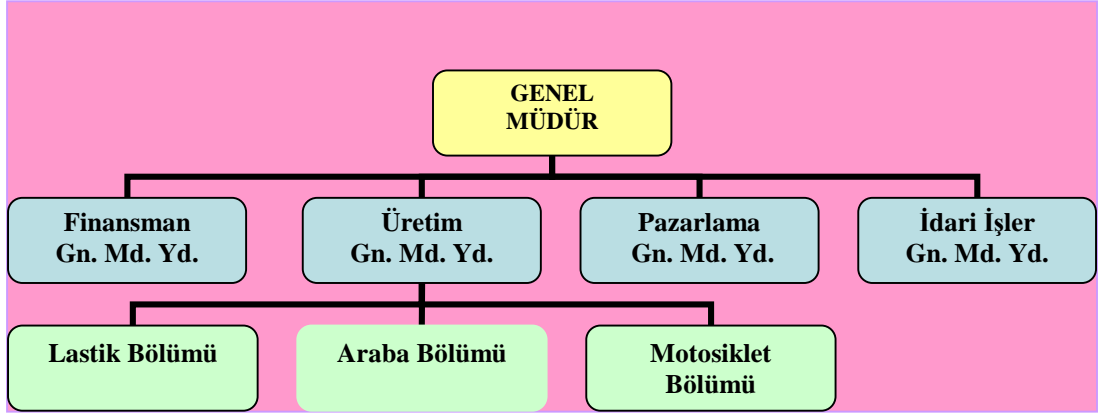 GENEL
MÜDÜR
Finansman
Gn. Md. Yd.
Üretim
Gn. Md. Yd.
Pazarlama
Gn. Md. Yd.
İdari İşler
Gn. Md. Yd.
Lastik Bölümü
Araba Bölümü
Motosiklet
Bölümü